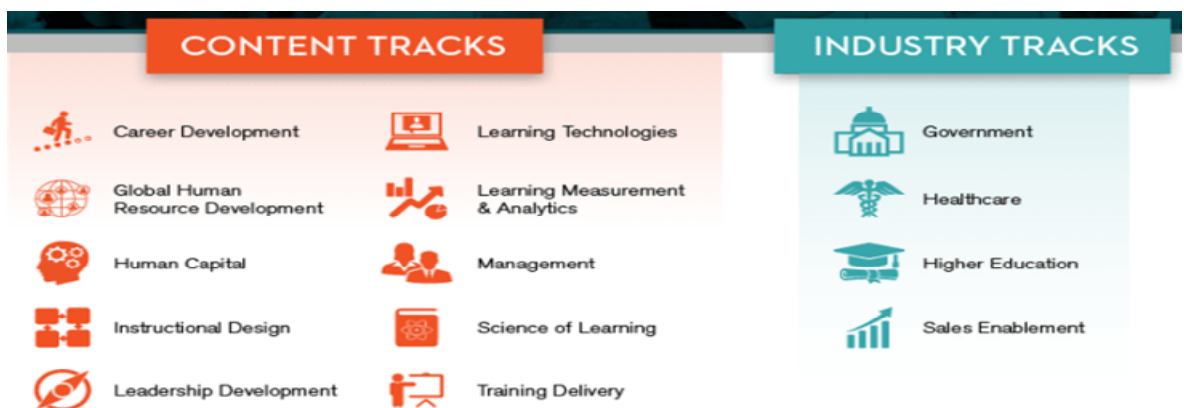 CONTENT TRACKS
Career Development
Global Human
Resource Development
Human Capital
Instructional Design
Leadership Development
Learning Technologies
Learning Measurement
& Analytics
Management
Science of Learning
Training Delivery
INDUSTRY TRACKS
Government
Healthcare
Higher Education
Sales Enablement